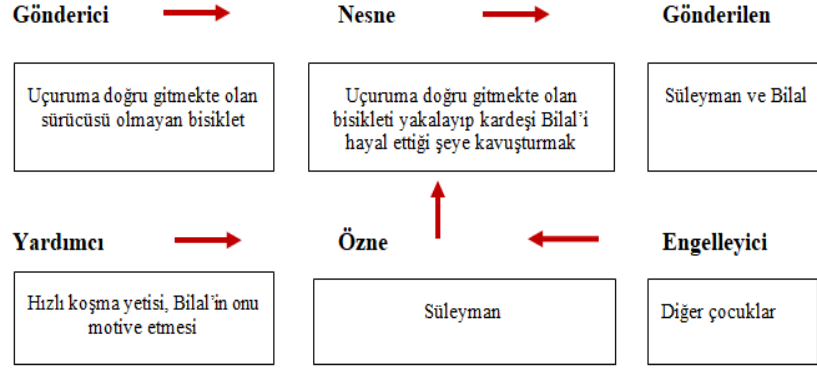 Gönderici
Nesne
Gönderilen
Uçuruma doğru gitmekte olan
sürücüsü olmayan bisiklet
Uçuruma doğru gitmekte olan
bisikleti yakalayıp kardeşi Bilal’i
hayal ettiği şeye kavuşturmak
Süleyman ve Bilal
Yardımcı
Özne
Engelleyici
Hızlı koşma yetisi, Bilal’in onu
motive etmesi
Süleyman
Diğer çocuklar